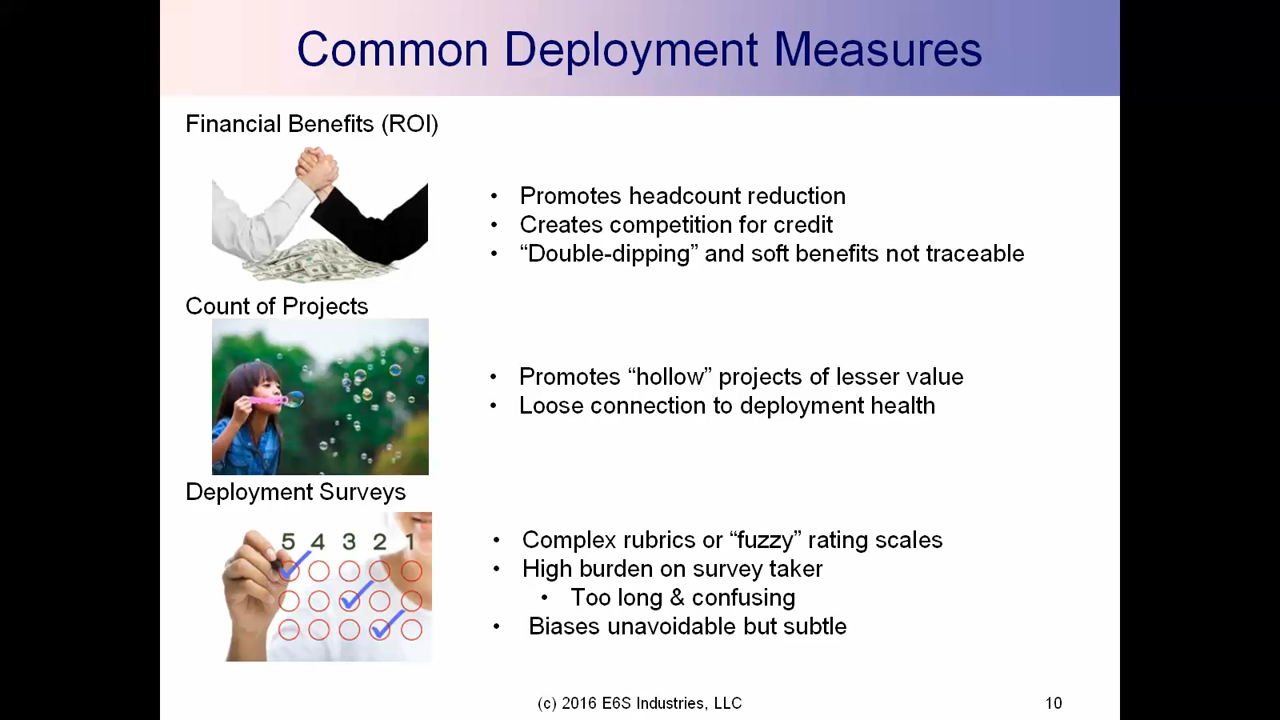 Common Deployment Measures
Financial Benefits (ROI)
• Promotes headcount reduction
• Creates competition for credit
• “Double-dipping” and soft benefits not traceable
Count of Projects
• Promotes “hollow” projects of lesser value
• Loose connection to deployment health
Deployment Surveys
5 4 3 2 1
• Complex rubrics or “fuzzy” rating scales
• High burden on survey taker
• Too long & confusing
• Biases unavoidable but subtle
(c) 2016 E6S Industries, LLC
10